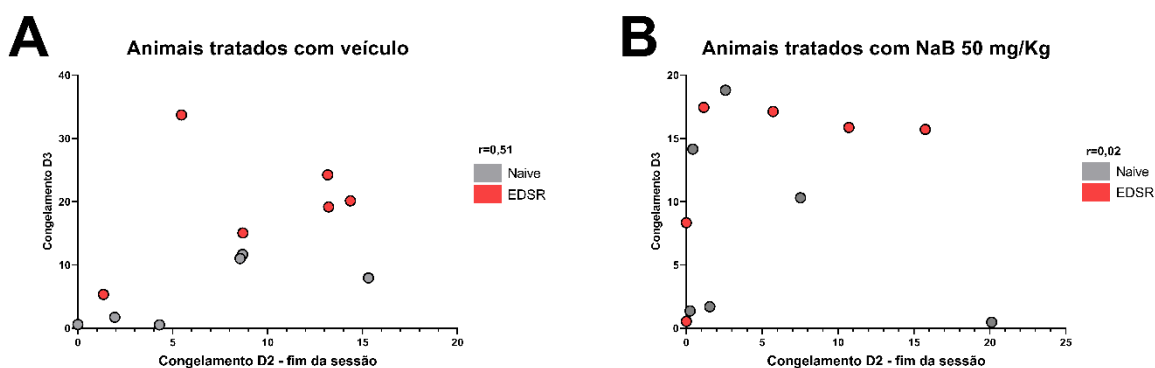 A
Animais tratados com veículo
40
30
20
10
0
Congelamento D3
0
5
10
15
20
Congelamento D2 - fim da sessão
r=0,51
Naive
EDSR
B
Animais tratados com NaB 50 mg/Kg
20
15
10
5
0
Congelamento D3
0
5
10
15
20
25
Congelamento D2 - fim da sessão
r=0,02
Naive
EDSR